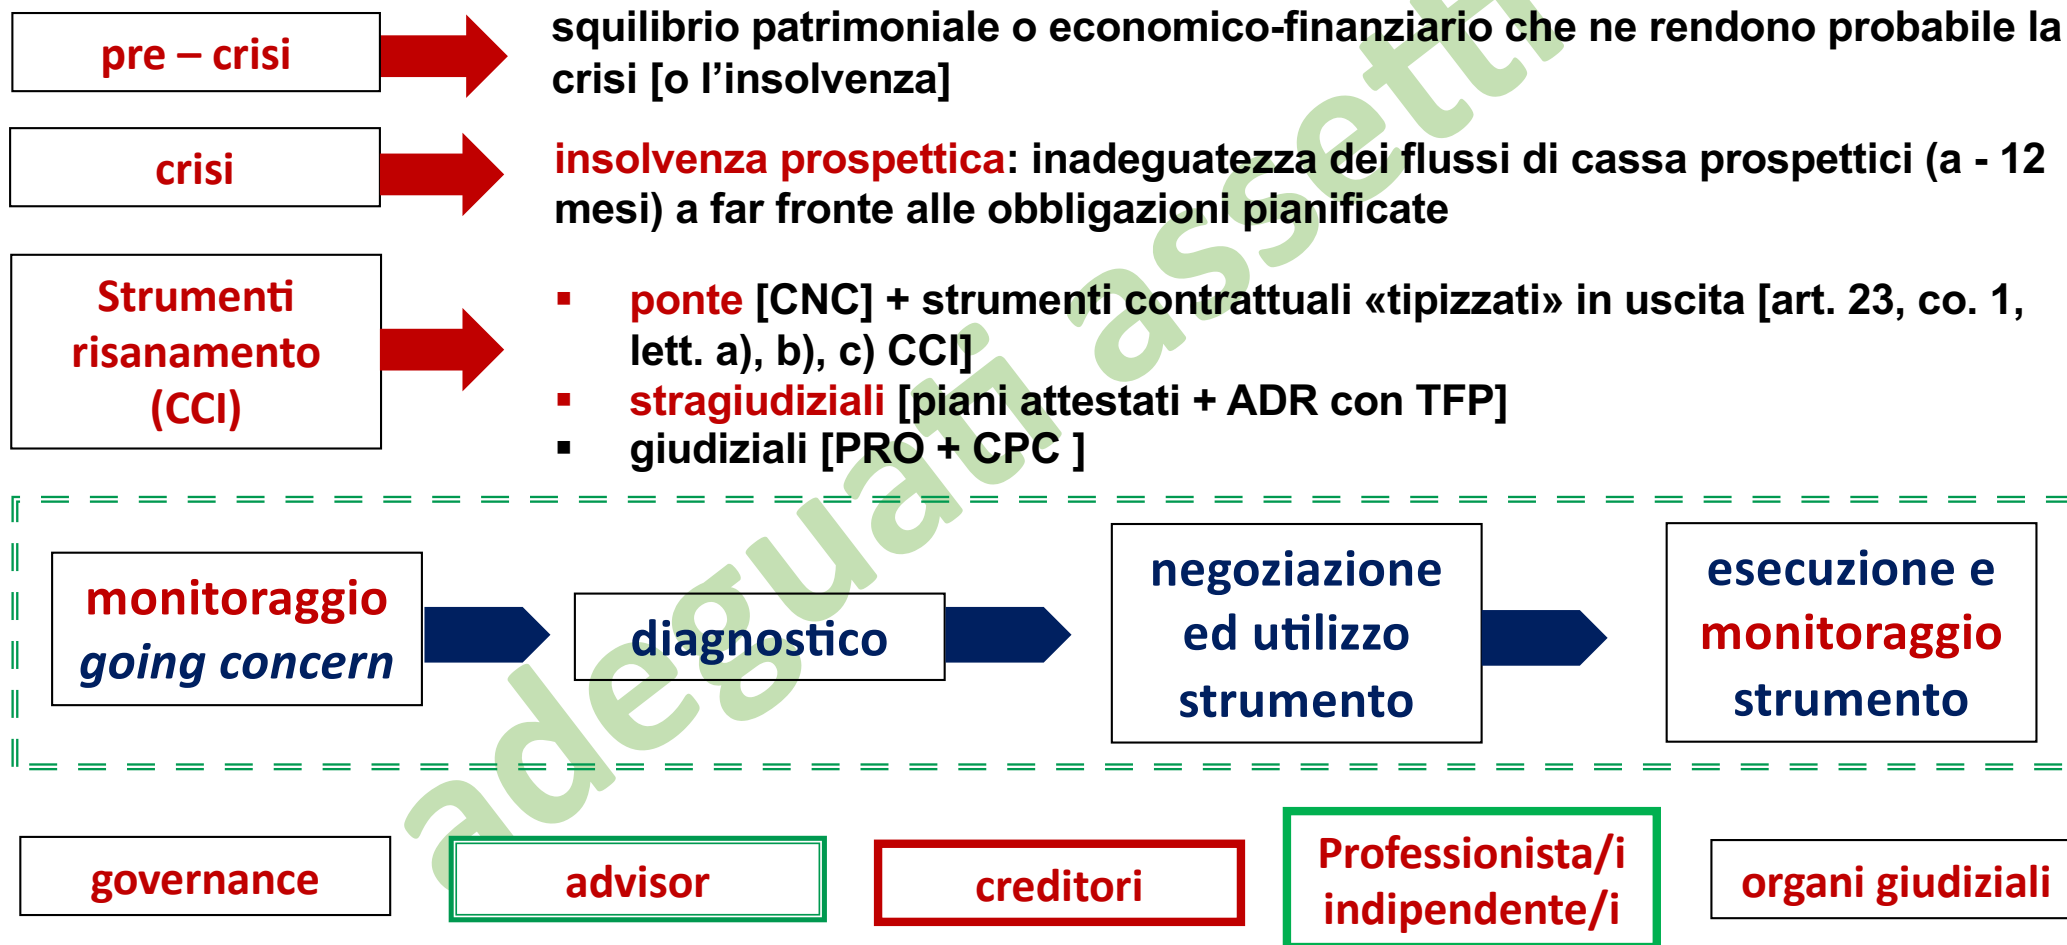 pre – crisi
squilibrio patrimoniale o economico-finanziario che ne rendono probabile la
crisi [o l’insolvenza]
crisi
insolvenza prospettica: inadeguatezza dei flussi di cassa prospettici (a - 12
mesi) a far fronte alle obbligazioni pianificate
Strumenti
risanamento
(CCI)
▪ ponte [CNC] + strumenti contrattuali «tipizzati» in uscita [art. 23, co. 1,
lett. a), b), c) CCI]
▪ stragiudiziali [piani attestati + ADR con TFP]
▪ giudiziali [PRO + CPC ]
monitoraggio
going concern
diagnostico
negoziazione
ed utilizzo
strumento
esecuzione e
monitoraggio
strumento
governance
advisor
creditori
Professionista/i
indipendente/i
organi giudiziali
adeguati assetti